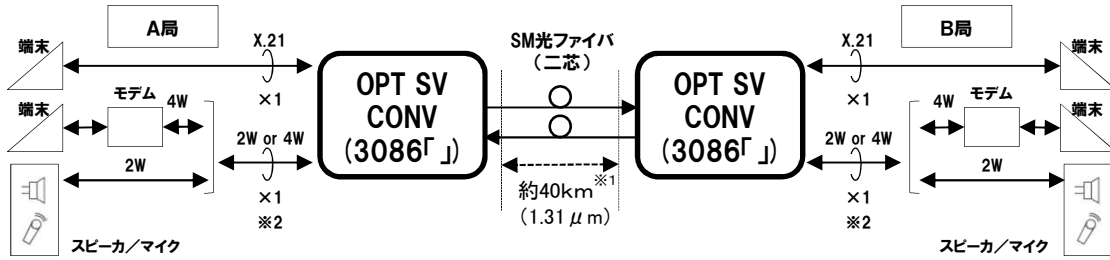 A局
端末
X.21
×1
端末
モデム
4W
2W
2W or 4W
×1
※2
スピーカ／マイク
OPT SV
CONV
(3086「」)
SM光ファイバ
(二芯)
約40km※1
(1.31μm)
OPT SV
CONV
(3086「」)
B局
X.21
×1
端末
2W or 4W
×1
※2
4W
モデム
端末
2W
スピーカ／マイク